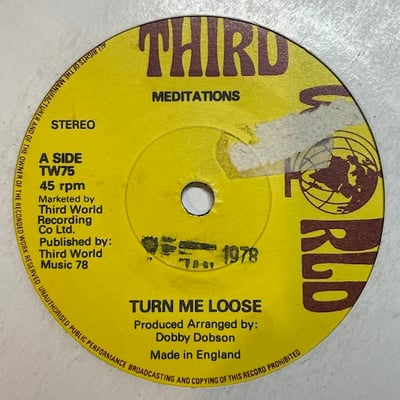 THIRD
WORLD
MEDITATIONS
STEREO
A SIDE
TW75
45 rpm
Marketed by
Third World
Recording
Co Ltd.
Published by:
Third World
Music 78
1978
TURN ME LOOSE
Produced Arranged by:
Dobby Dobson
Made in England
ALL RIGHTS OF THE MANUFACTURER AND OF THE OWNER OF THE RECORDED WORK RESERVED UNAUTHORISED PUBLIC PERFORMANCE BROADCASTING AND COPYING OF THIS RECORD PROHIBITED